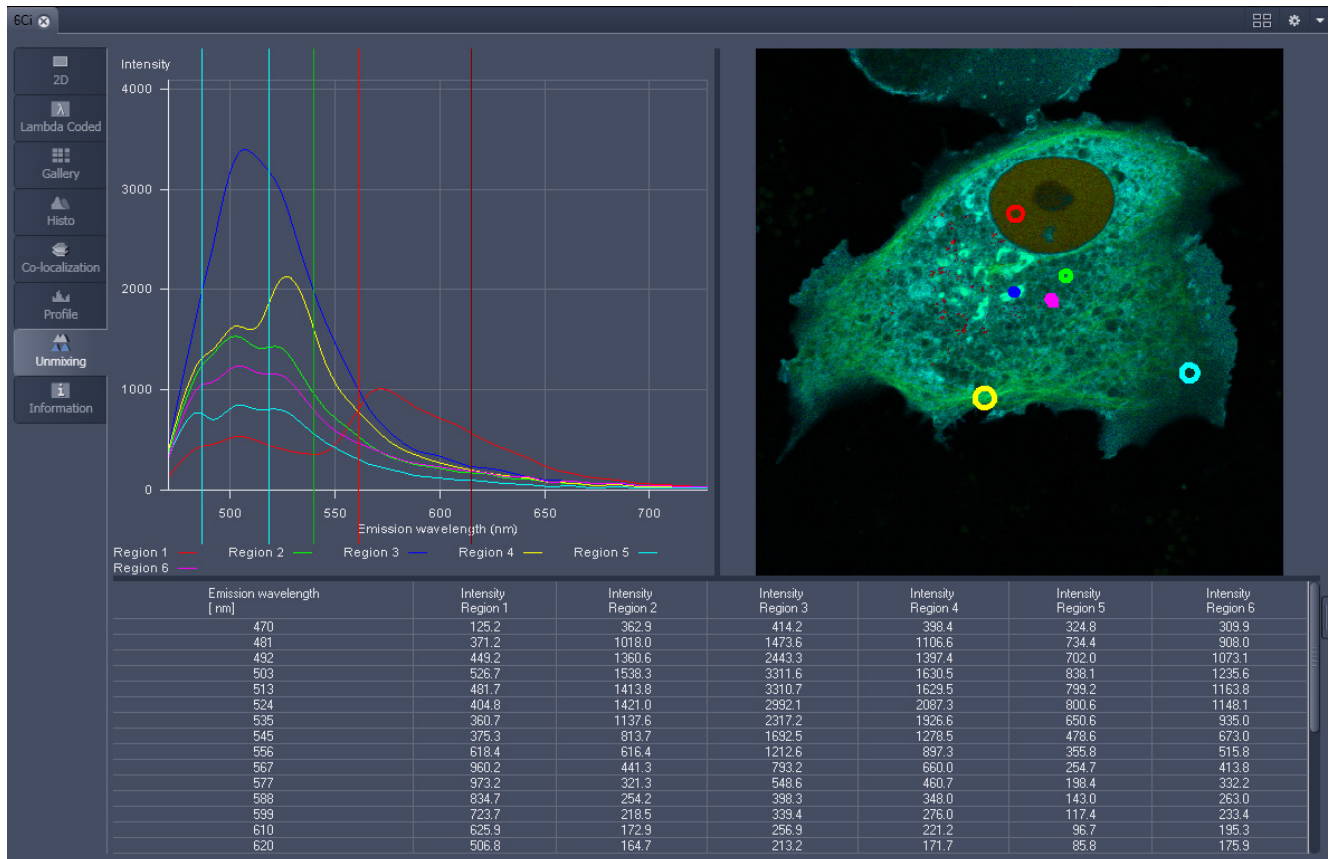 6Ci
2D
λ
Lambda Coded
Gallery
Histo
Co-localization
Profile
Unmixing
i
Information
Intensity
4000
3000
2000
1000
0
500 550 600 650 700
Emission wavelength (nm)
Region 1 Region 2 Region 3 Region 4 Region 5
Region 6
Emission wavelength Intensity Intensity Intensity Intensity Intensity Intensity
[ nm] Region 1 Region 2 Region 3 Region 4 Region 5 Region 6
470 125.2 362.9 414.2 398.4 324.8 309.9
481 371.2 1018.0 1473.6 1106.6 734.4 908.0
492 449.2 1360.6 2443.3 1397.4 702.0 1073.1
503 526.7 1538.3 3311.6 1630.5 838.1 1235.6
513 481.7 1413.8 3310.7 1629.5 799.2 1163.8
524 404.8 1421.0 2992.1 2087.3 800.6 1148.1
535 360.7 1137.6 2317.2 1926.6 650.6 935.0
545 375.3 813.7 1692.5 1278.5 478.6 673.0
556 618.4 616.4 1212.6 897.3 355.8 515.8
567 960.2 441.3 793.2 660.0 254.7 413.8
577 973.2 321.3 548.6 460.7 198.4 332.2
588 834.7 254.2 398.3 348.0 143.0 263.0
599 723.7 218.5 339.4 276.0 117.4 233.4
610 625.9 172.9 256.9 221.2 96.7 195.3
620 506.8 164.7 213.2 171.7 85.8 175.9